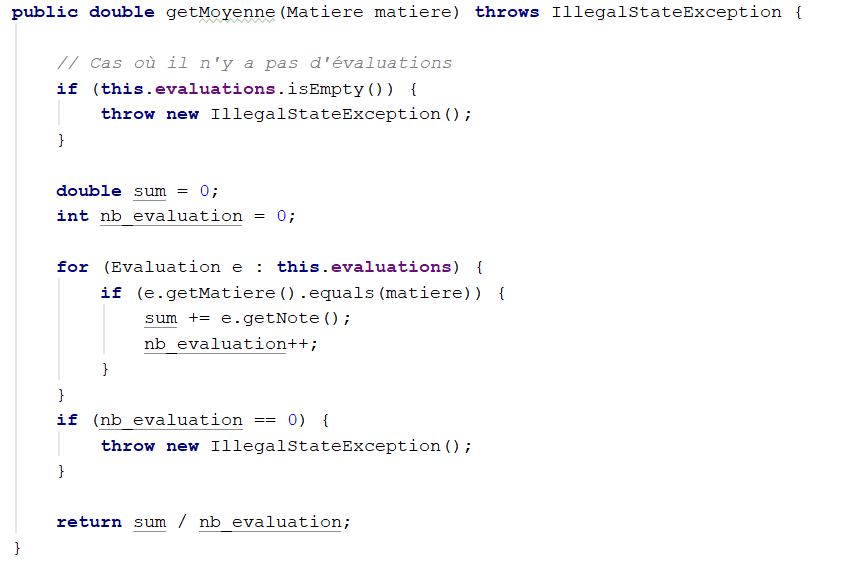 public double getMoyenne(Matiere matiere) throws IllegalStateException {
// Cas où il n'y a pas d'évaluations
if (this.evaluations.isEmpty()) {
throw new IllegalStateException();
}
double sum = 0;
int nb_evaluation = 0;
for (Evaluation e : this.evaluations) {
if (e.getMatiere().equals(matiere)) {
sum += e.getNote();
nb_evaluation++;
}
}
if (nb_evaluation == 0) {
throw new IllegalStateException();
}
return sum / nb_evaluation;
}